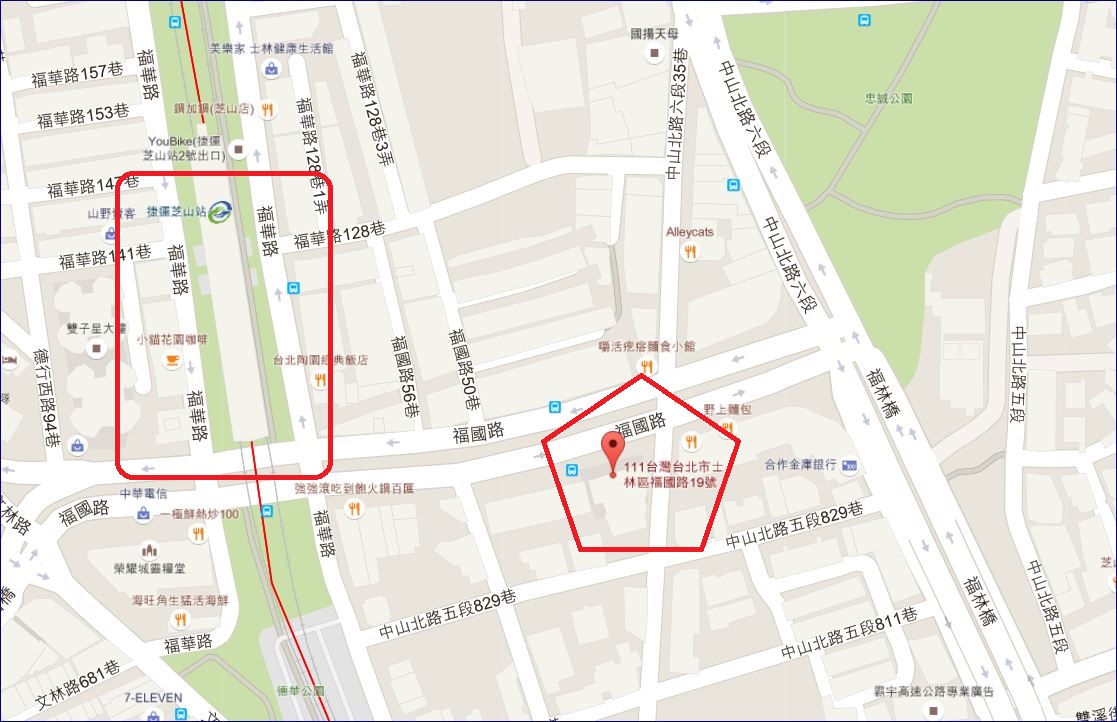 國揚天母
美樂家 士林健康生活館
福華路157巷
福華路
福華路128巷3弄
中山北路六段35巷
中山北路六段
忠誠公園
鍋加鍋(芝山店)
福華路153巷
YouBike(捷運
芝山站2號出口)
福華路128巷1弄
福華路147巷
捷運芝山站
福華路
福華路128巷
Alleycats
中山北路六段
福華路141巷
福華路
雙子星大樓
小貓花園咖啡
德行西路94巷
台北陶園經典飯店
福國路56巷
福國路50巷
嚼活疙瘩麵食小館
中山北路五段
福林橋
福華路
福國路
福國路
野上麵包
111台灣台北市士
林區福國路19號
合作金庫銀行
中華電信
福國路
強強滾吃到飽火鍋百匯
一極鮮熱炒100
福華路
中山北路五段829巷
榮耀城靈糧堂
海旺角生猛活海鮮
福華路
中山北路五段829巷
中山北路五段811巷
福林橋
中山北路五段
文林路681巷
7-ELEVEN
德華公園
霸宇高速公路專業廣告